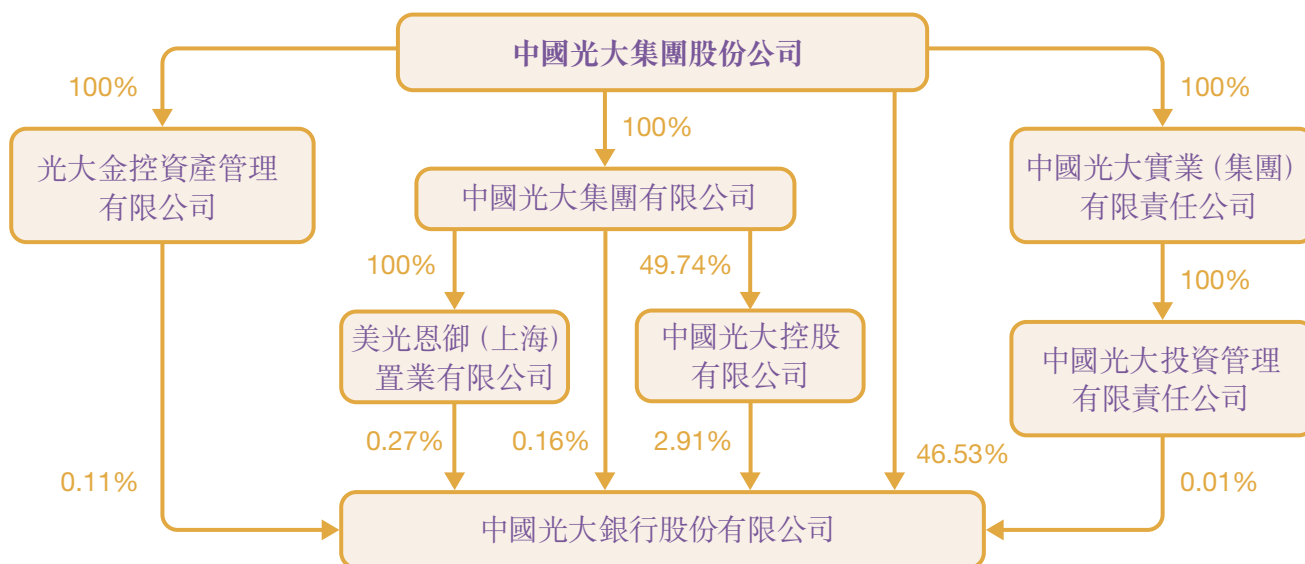 中國光大集團股份公司
100%
100%
100%
光大金控資產管理
有限公司
中國光大集團有限公司
中國光大實業(集團)
有限責任公司
100%
49.74%
100%
美光恩御(上海)
置業有限公司
中國光大控股
有限公司
中國光大投資管理
有限責任公司
0.11%
0.27%
0.16%
2.91%
46.53%
0.01%
中國光大銀行股份有限公司